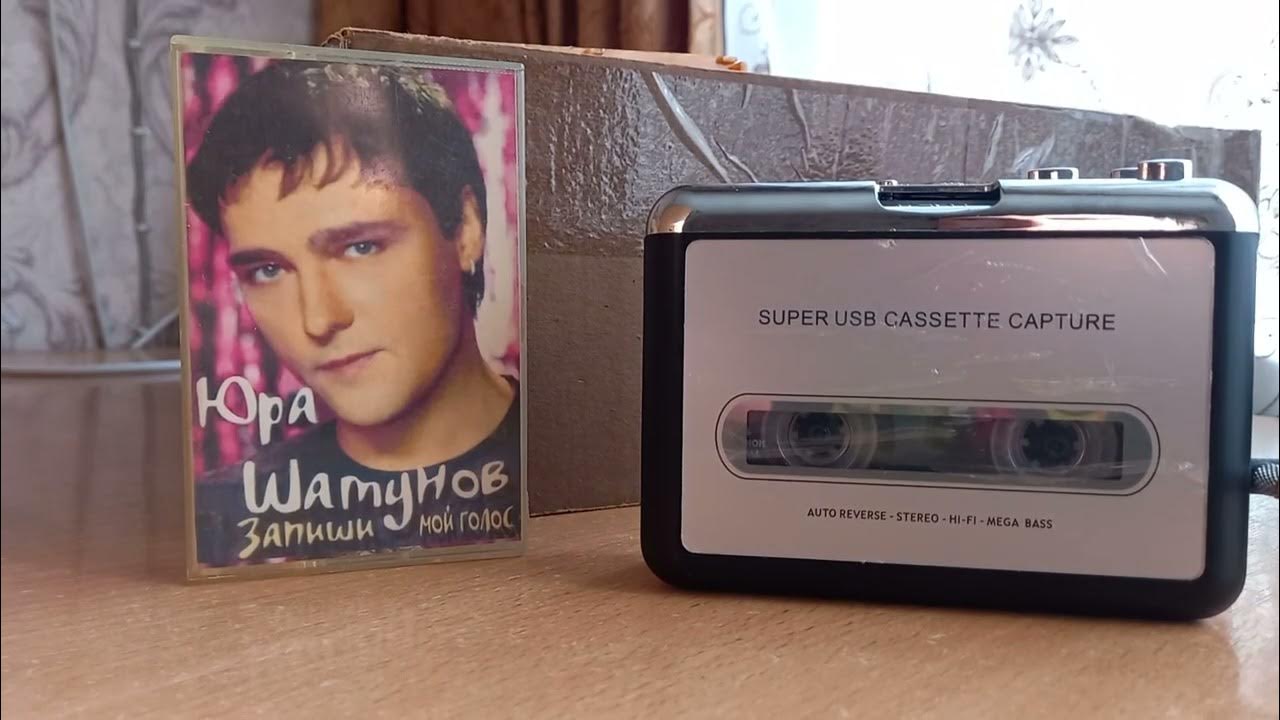 Юра
Шатунов
Запиши мой голос
SUPER USB CASSETTE CAPTURE
AUTO REVERSE - STEREO - HI-FI - MEGA BASS